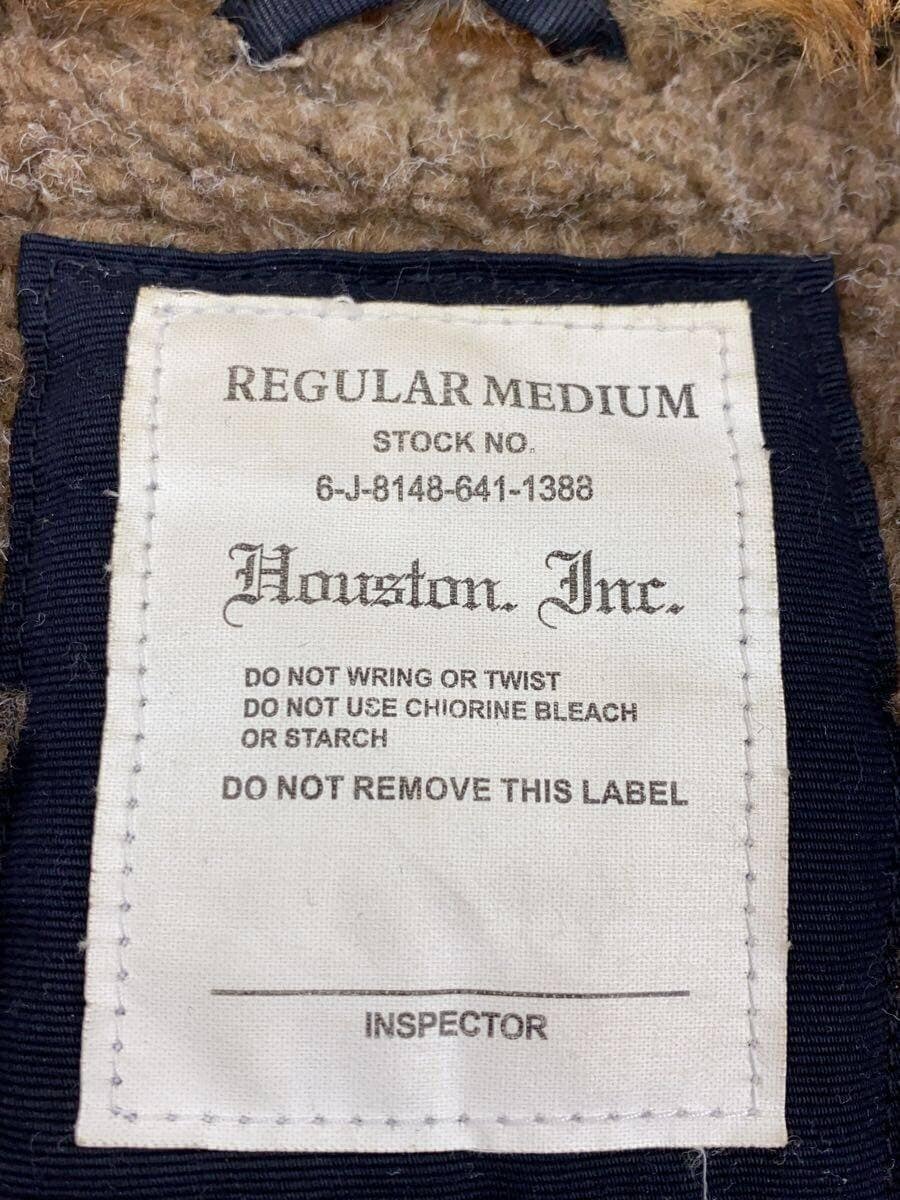 REGULAR MEDIUM
STOCK NO.
6-J-8148-641-1388
Houston. Inc.
DO NOT WRING OR TWIST
DO NOT USE CHIORINE BLEACH
OR STARCH
DO NOT REMOVE THIS LABEL
INSPECTOR